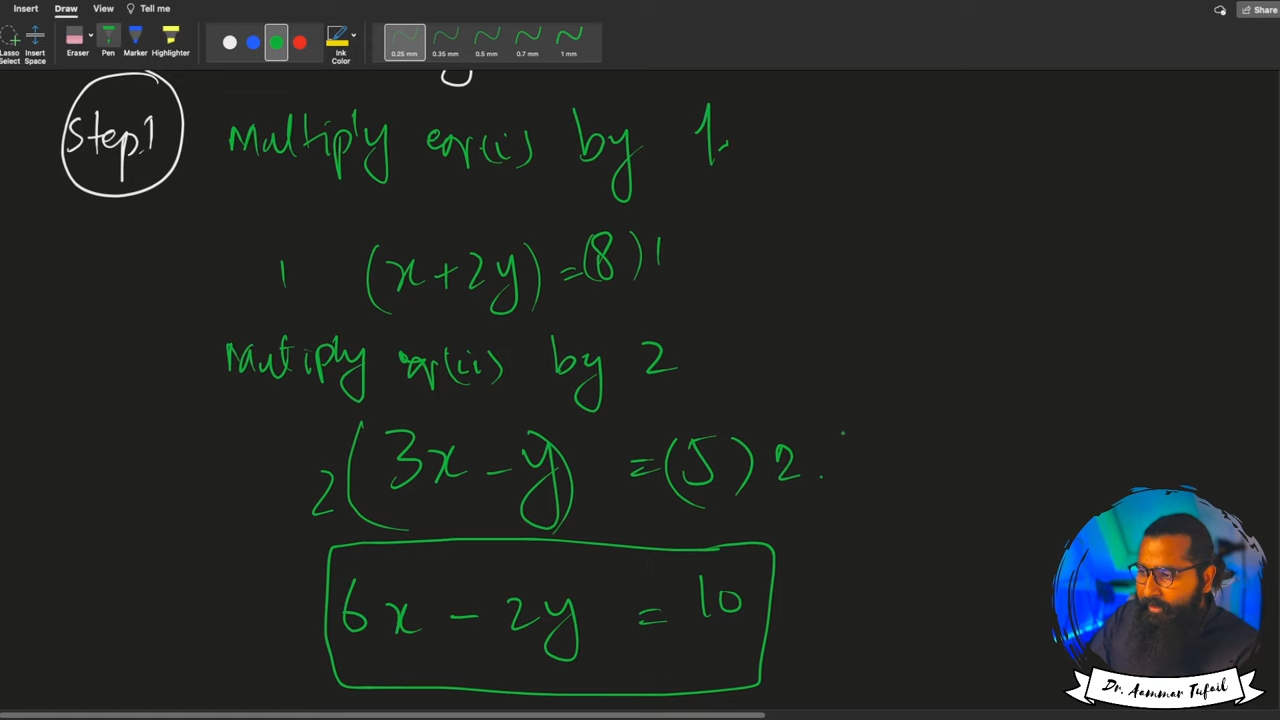 Insert Draw View Tell me Share
Lasso Select Insert Space Eraser Pen Marker Highlighter Ink Color 0.25 mm 0.35 mm 0.5 mm 0.7 mm 1 mm
Step.1 Multiply eq(i) by 1.
1 (x+2y) = (8) 1
Multiply eq(ii) by 2
2 (3x - y) = (5) 2.
6x - 2y = 10
Dr. Aammar Tufail